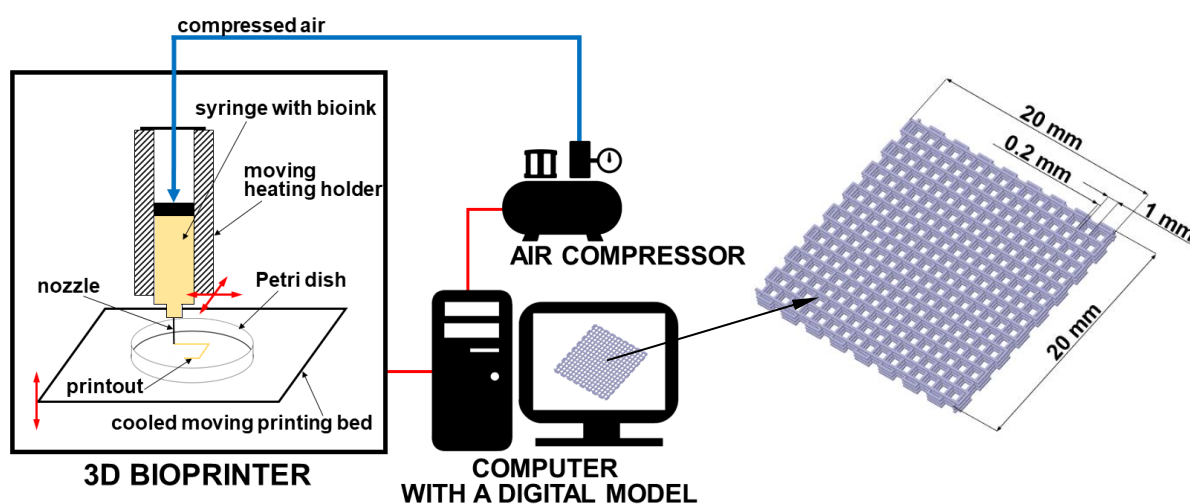 compressed air
syringe with bioink
moving
heating holder
nozzle
Petri dish
printout
cooled moving printing bed
3D BIOPRINTER
AIR COMPRESSOR
COMPUTER
WITH A DIGITAL MODEL
20 mm
0.2 mm
1 mm
20 mm